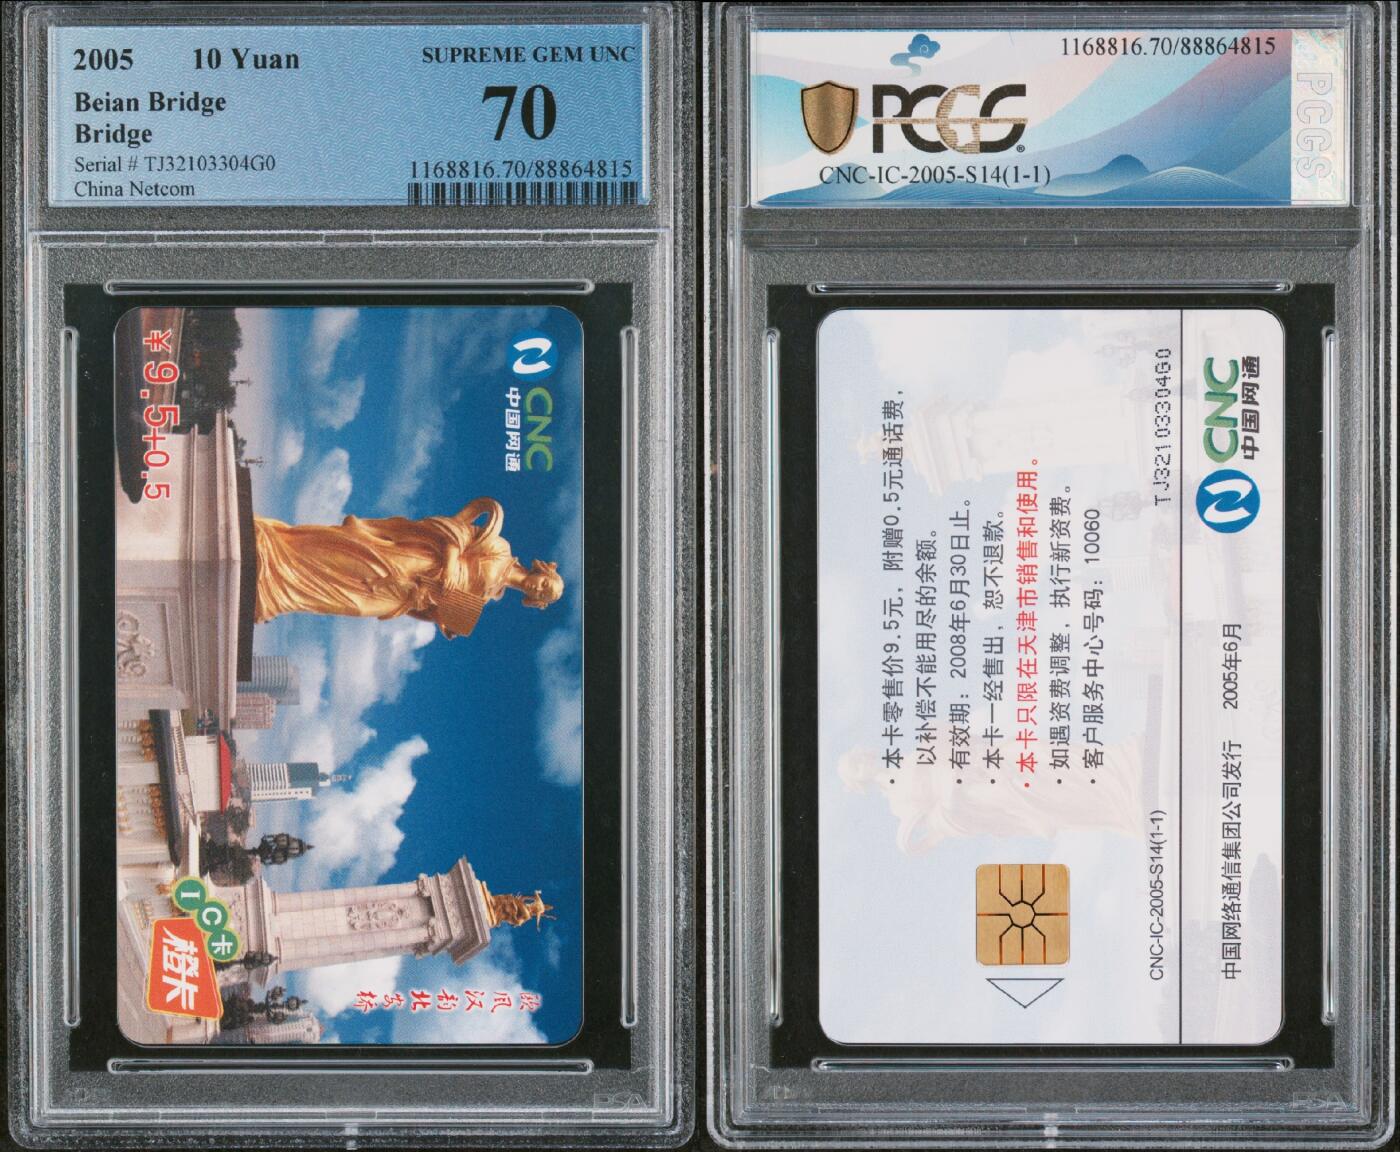 2005 10 Yuan
SUPREME GEM UNC
Beian Bridge
70
Bridge
Serial # TJ32103304G0
1168816.70/88864815
China Netcom
CNC
中国网通
¥9.5+0.5
IC卡
橙卡
欧风汉韵北安桥
PSA
1168816.70/88864815
PCGS
PCGS
CNC-IC-2005-S14(1-1)
·本卡零售价9.5元，附赠0.5元通话费，
以补偿不能用尽的余额。
·有效期：2008年6月30日止。
·本卡一经售出，恕不退款。
·本卡只限在天津市销售和使用。
·如遇资费调整，执行新资费。
·客户服务中心号码：10060
CNC-IC-2005-S14(1-1)
TJ32103304G0
中国网络通信集团公司发行 2005年6月
CNC
中国网通
PSA